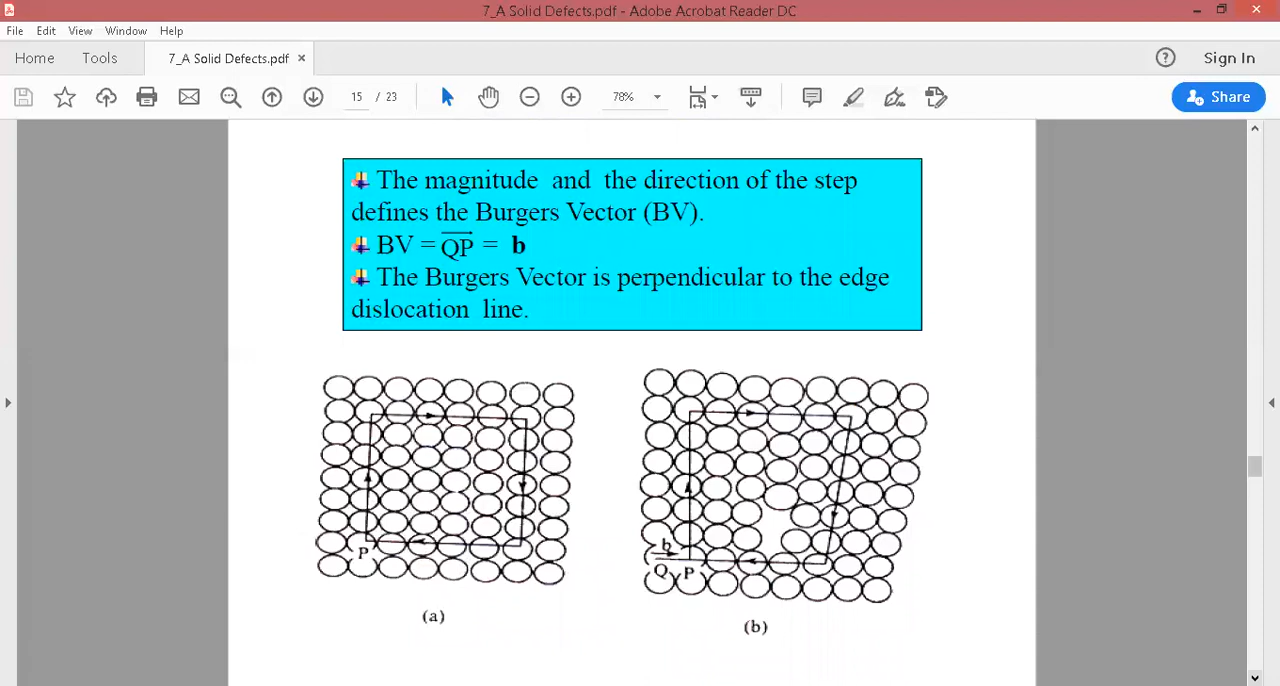 7_A Solid Defects.pdf - Adobe Acrobat Reader DC
File Edit View Window Help
Home Tools 7_A Solid Defects.pdf × Sign In
15 / 23 78% Share
The magnitude and the direction of the step
defines the Burgers Vector (BV).
BV = QP = b
The Burgers Vector is perpendicular to the edge
dislocation line.
P
b
Q P
(a)
(b)